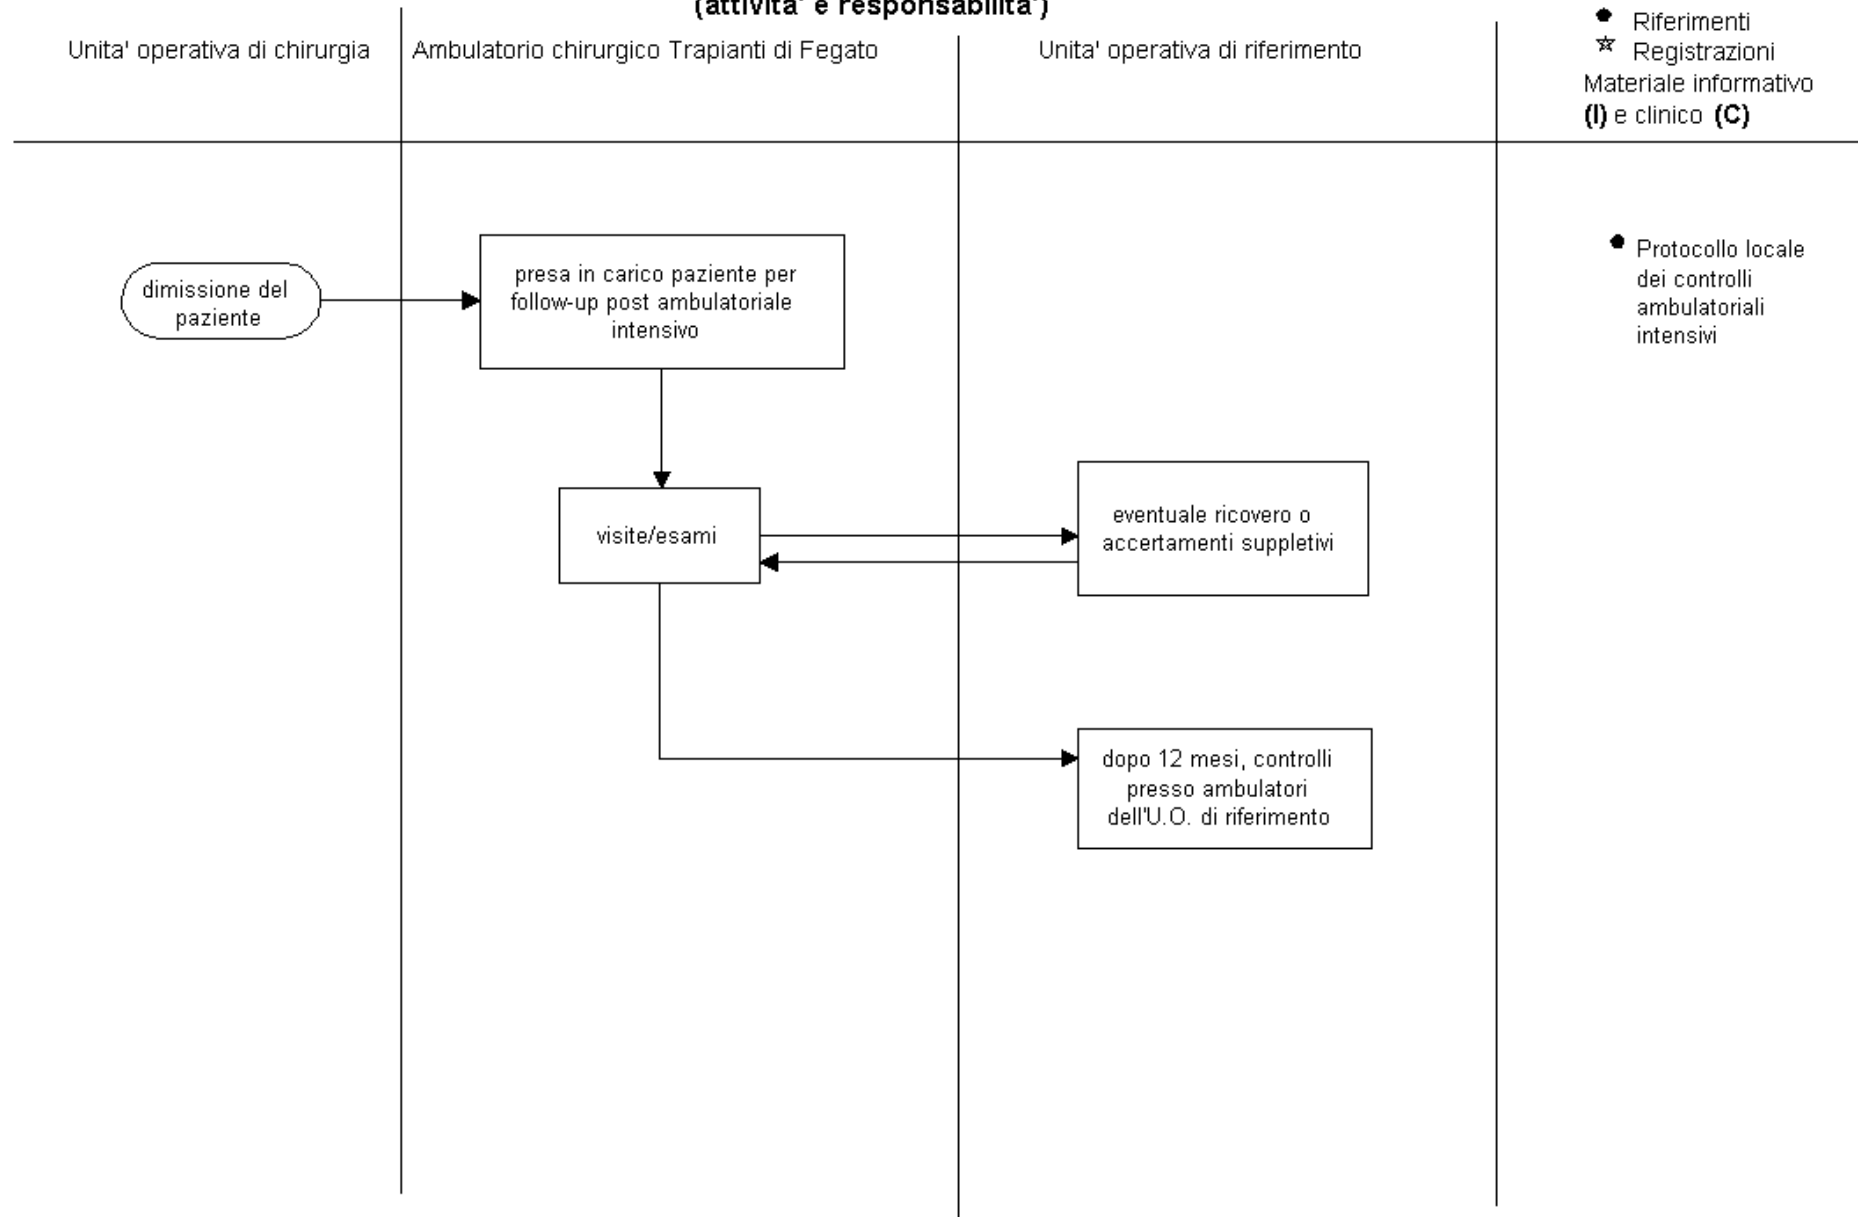 (attivita' e responsabilita')
Unita' operativa di chirurgia
Ambulatorio chirurgico Trapianti di Fegato
Unita' operativa di riferimento
Riferimenti
Registrazioni
Materiale informativo
(I) e clinico (C)
dimissione del
paziente
presa in carico paziente per
follow-up post ambulatoriale
intensivo
Protocollo locale
dei controlli
ambulatoriali
intensivi
visite/esami
eventuale ricovero o
accertamenti suppletivi
dopo 12 mesi, controlli
presso ambulatori
dell'U.O. di riferimento